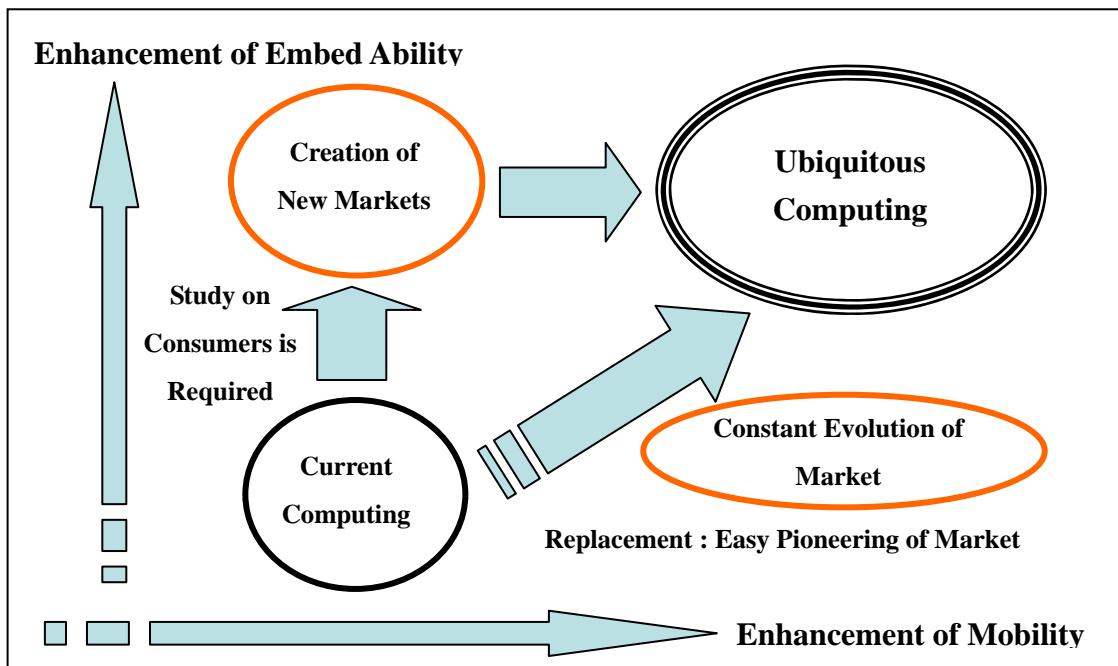 Enhancement of Embed Ability
Creation of
New Markets
Ubiquitous
Computing
Study on
Consumers is
Required
Current
Computing
Constant Evolution of
Market
Replacement : Easy Pioneering of Market
Enhancement of Mobility